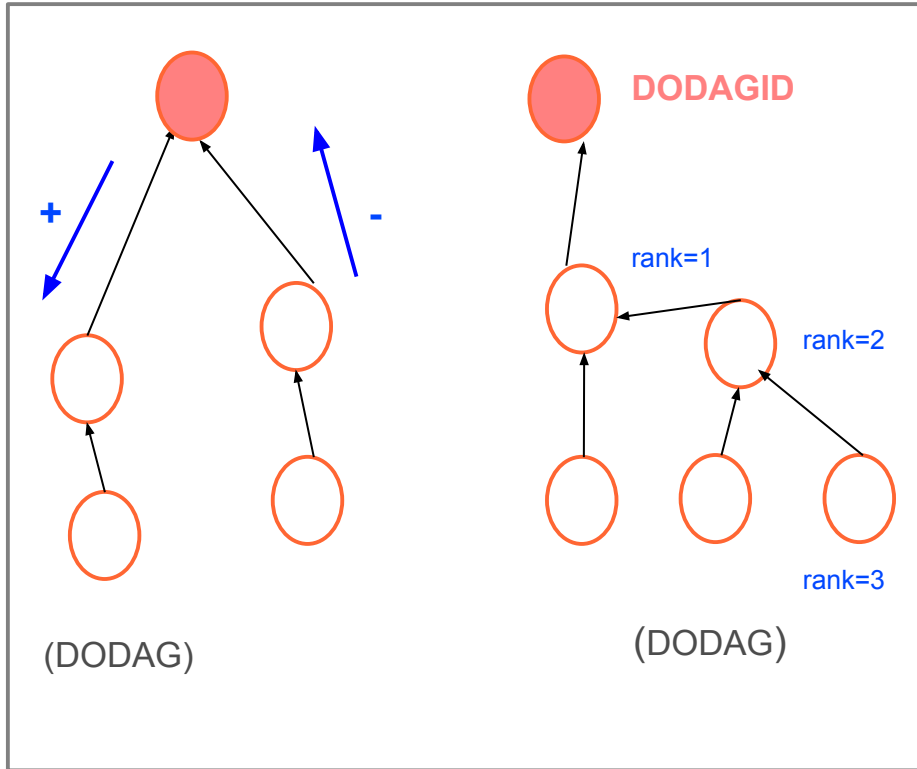 +
-
(DODAG)
DODAGID
rank=1
rank=2
rank=3
(DODAG)